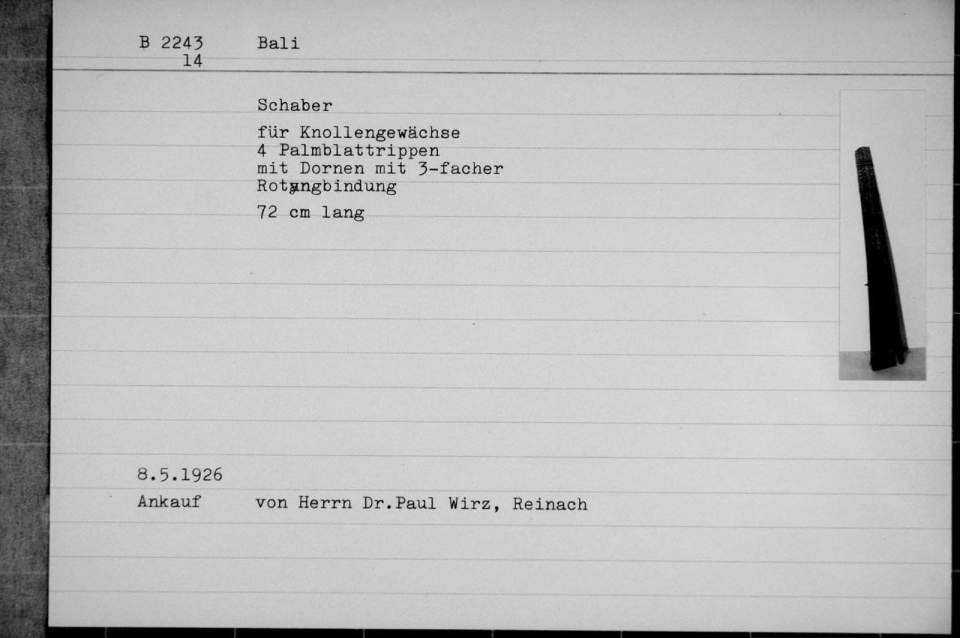 B 2243 Bali
14
Schaber
für Knollengewächse
4 Palmblattrippen
mit Dornen mit 3-facher
Rotangbindung
72 cm lang
8.5.1926
Ankauf von Herrn Dr.Paul Wirz, Reinach